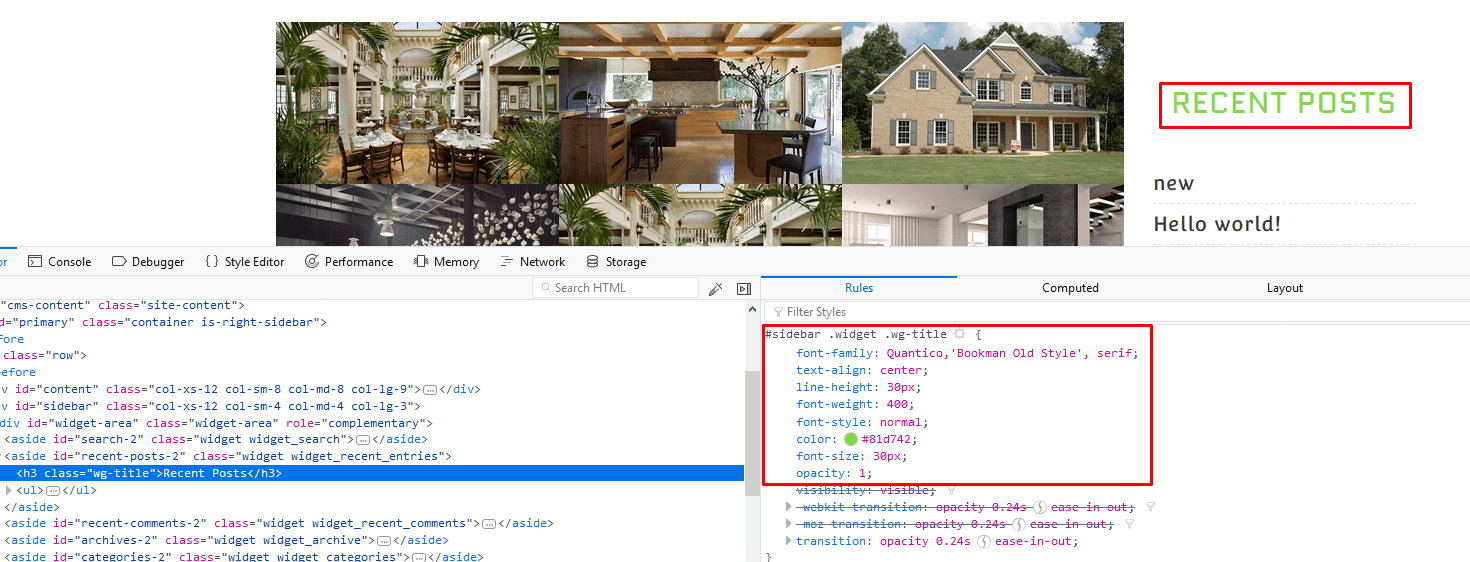 RECENT POSTS
new
Hello world!
or Console Debugger {} Style Editor Performance Memory Network Storage
Search HTML
Rules Computed Layout
Filter Styles
"cms-content" class="site-content">
d="primary" class="container is-right-sidebar">
fore
class="row">
before
v id="content" class="col-xs-12 col-sm-8 col-md-8 col-lg-9">…</div>
v id="sidebar" class="col-xs-12 col-sm-4 col-md-4 col-lg-3">
div id="widget-area" class="widget-area" role="complementary">
<aside id="search-2" class="widget widget_search">…</aside>
<aside id="recent-posts-2" class="widget widget_recent_entries">
<h3 class="wg-title">Recent Posts</h3>
<ul>…</ul>
</aside>
<aside id="recent-comments-2" class="widget widget_recent_comments">…</aside>
<aside id="archives-2" class="widget widget_archive">…</aside>
<aside id="categories-2" class="widget widget_categories">…</aside>
#sidebar .widget .wg-title {
font-family: Quantico,'Bookman Old Style', serif;
text-align: center;
line-height: 30px;
font-weight: 400;
font-style: normal;
color: #81d742;
font-size: 30px;
opacity: 1;
visibility: visible;
-webkit-transition: opacity 0.24s ease-in-out;
-moz-transition: opacity 0.24s ease-in-out;
transition: opacity 0.24s ease-in-out;
}